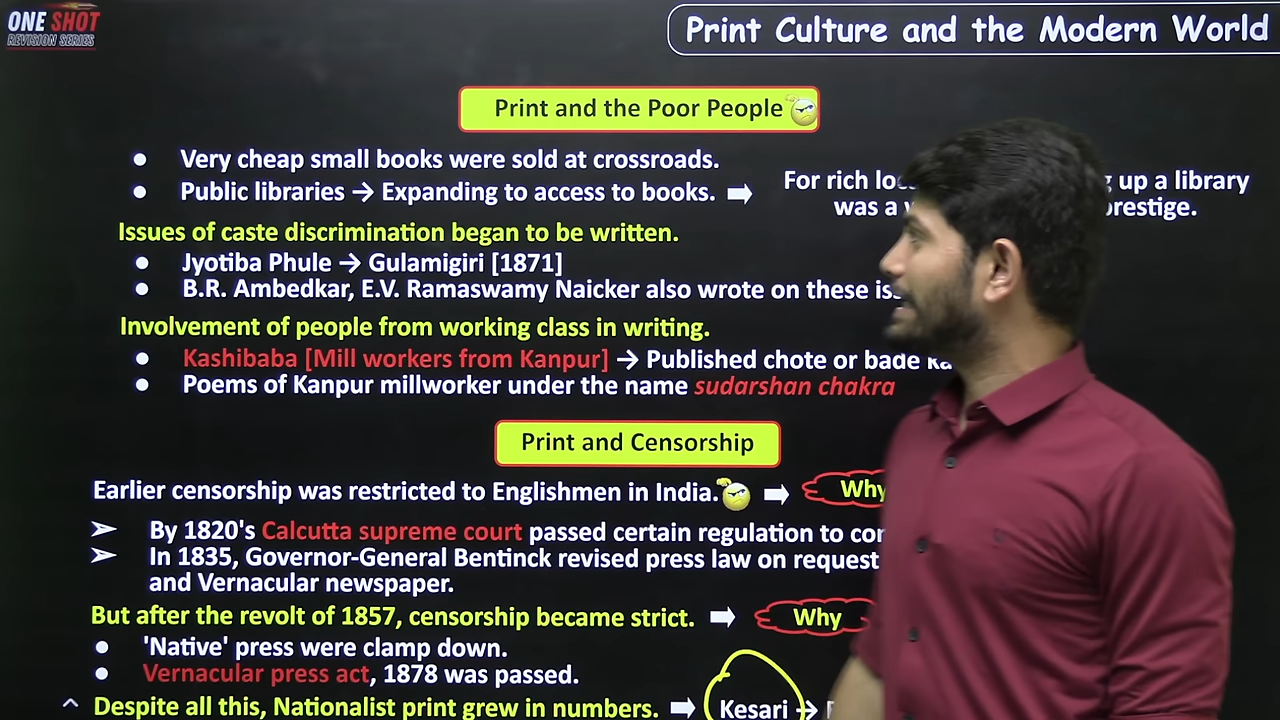 ONE SHOT
REVISION SERIES
Print Culture and the Modern World
Print and the Poor People
● Very cheap small books were sold at crossroads.
● Public libraries → Expanding to access to books. ➡ For rich up a library
was a prestige.
Issues of caste discrimination began to be written.
● Jyotiba Phule → Gulamigiri [1871]
● B.R. Ambedkar, E.V. Ramaswamy Naicker also wrote on these
Involvement of people from working class in writing.
● Kashibaba [Mill workers from Kanpur] → Published chote or bade
● Poems of Kanpur millworker under the name sudarshan chakra
Print and Censorship
Earlier censorship was restricted to Englishmen in India. ➡ Why
➢ By 1820's Calcutta supreme court passed certain regulation to
➢ In 1835, Governor-General Bentinck revised press law on request
and Vernacular newspaper.
But after the revolt of 1857, censorship became strict. ➡ Why
● 'Native' press were clamp down.
● Vernacular press act, 1878 was passed.
^ Despite all this, Nationalist print grew in numbers. ➡ Kesari →